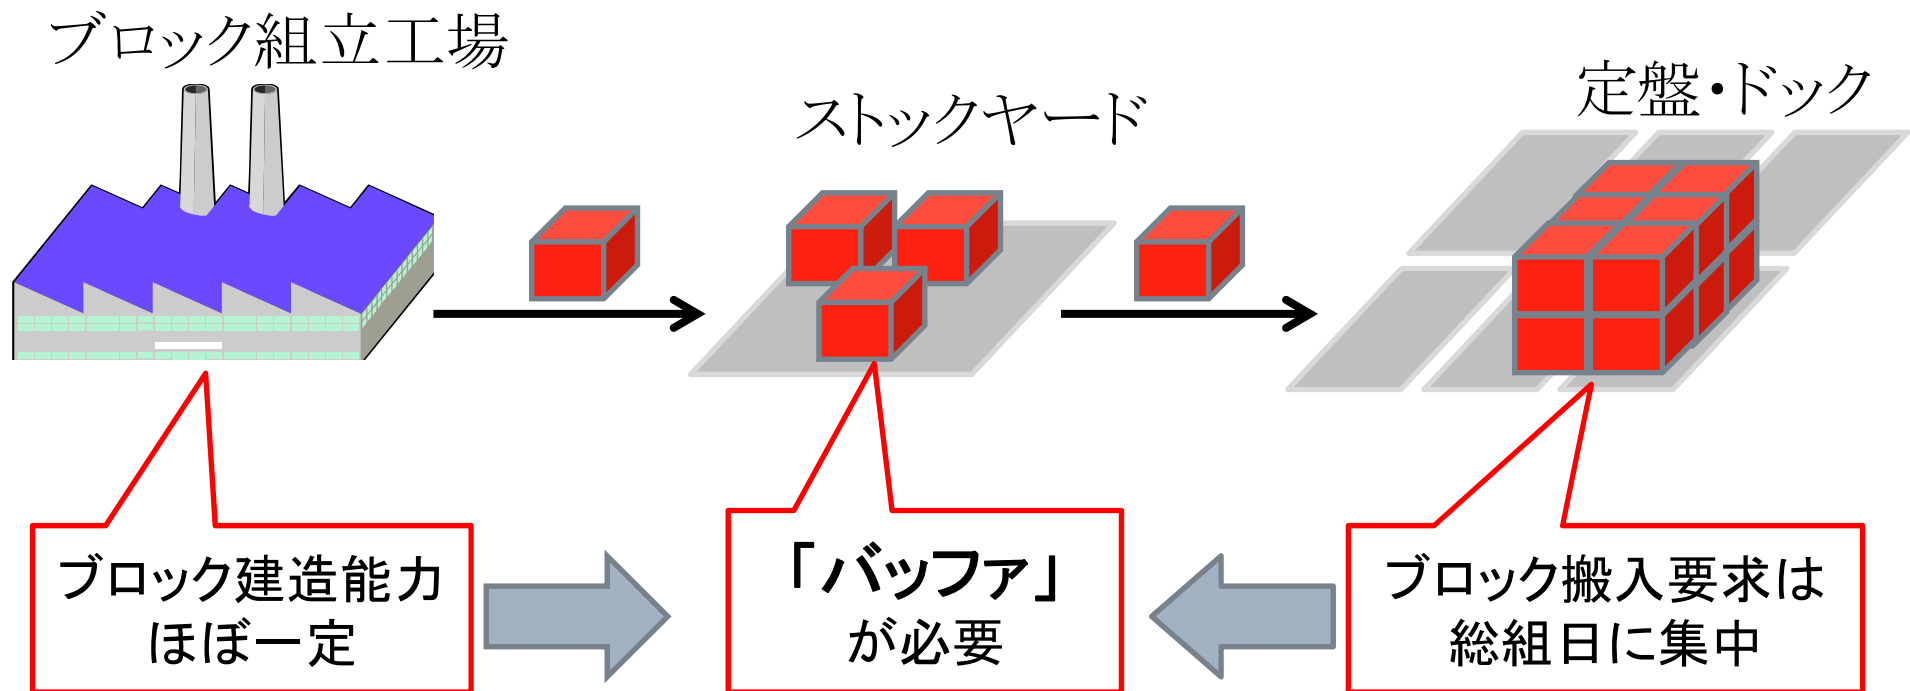 ブロック組立工場
ストックヤード
定盤・ドック
ブロック建造能力
ほぼ一定
「バッファ」
が必要
ブロック搬入要求は
総組日に集中